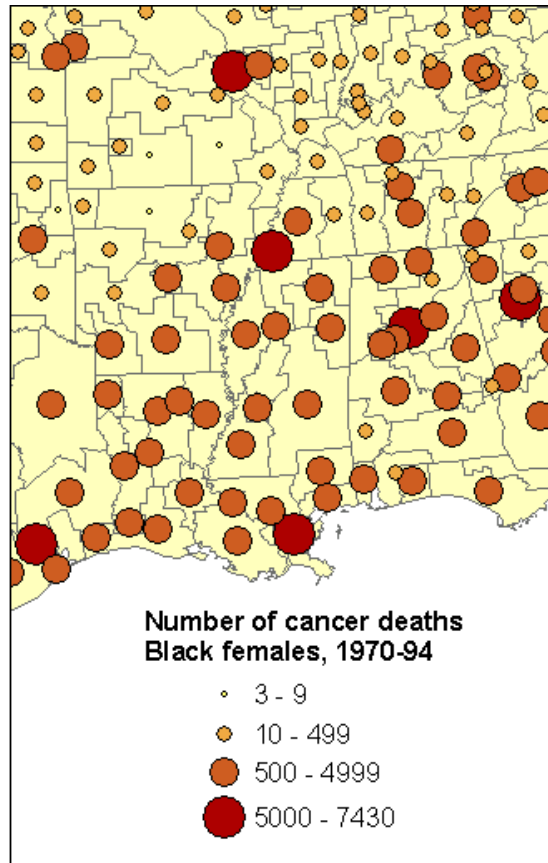 Number of cancer deaths
Black females, 1970-94
3 - 9
10 - 499
500 - 4999
5000 - 7430